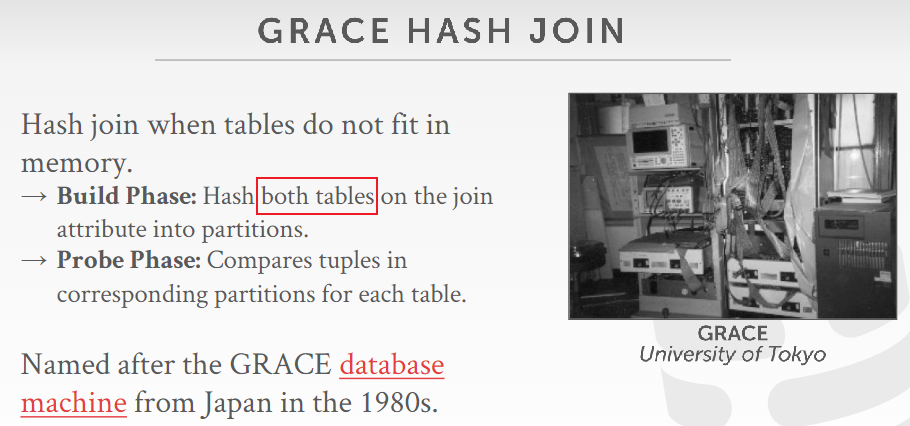 GRACE HASH JOIN
Hash join when tables do not fit in
memory.
→ Build Phase: Hash both tables on the join
attribute into partitions.
→ Probe Phase: Compares tuples in
corresponding partitions for each table.
Named after the GRACE database
machine from Japan in the 1980s.
GRACE
University of Tokyo